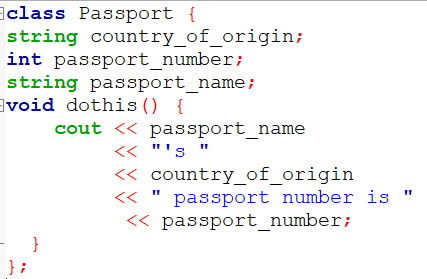 class Passport {
string country_of_origin;
int passport_number;
string passport_name;
void dothis() {
cout << passport_name
<< "'s "
<< country_of_origin
<< " passport number is "
<< passport_number;
}
};